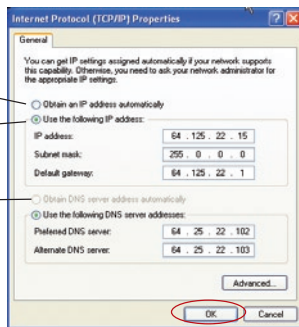 Internet Protocol (TCP/IP) Properties
General
You can get IP settings assigned automatically if your network supports
this capability. Otherwise, you need to ask your network administrator for
the appropriate IP settings.
Obtain an IP address automatically
Use the following IP address:
IP address: 64 . 125 . 22 . 15
Subnet mask: 255 . 0 . 0 . 0
Default gateway: 64 . 125 . 22 . 1
Obtain DNS server address automatically
Use the following DNS server addresses:
Preferred DNS server: 64 . 25 . 22 . 102
Alternate DNS server: 64 . 25 . 22 . 103
Advanced...
OK Cancel